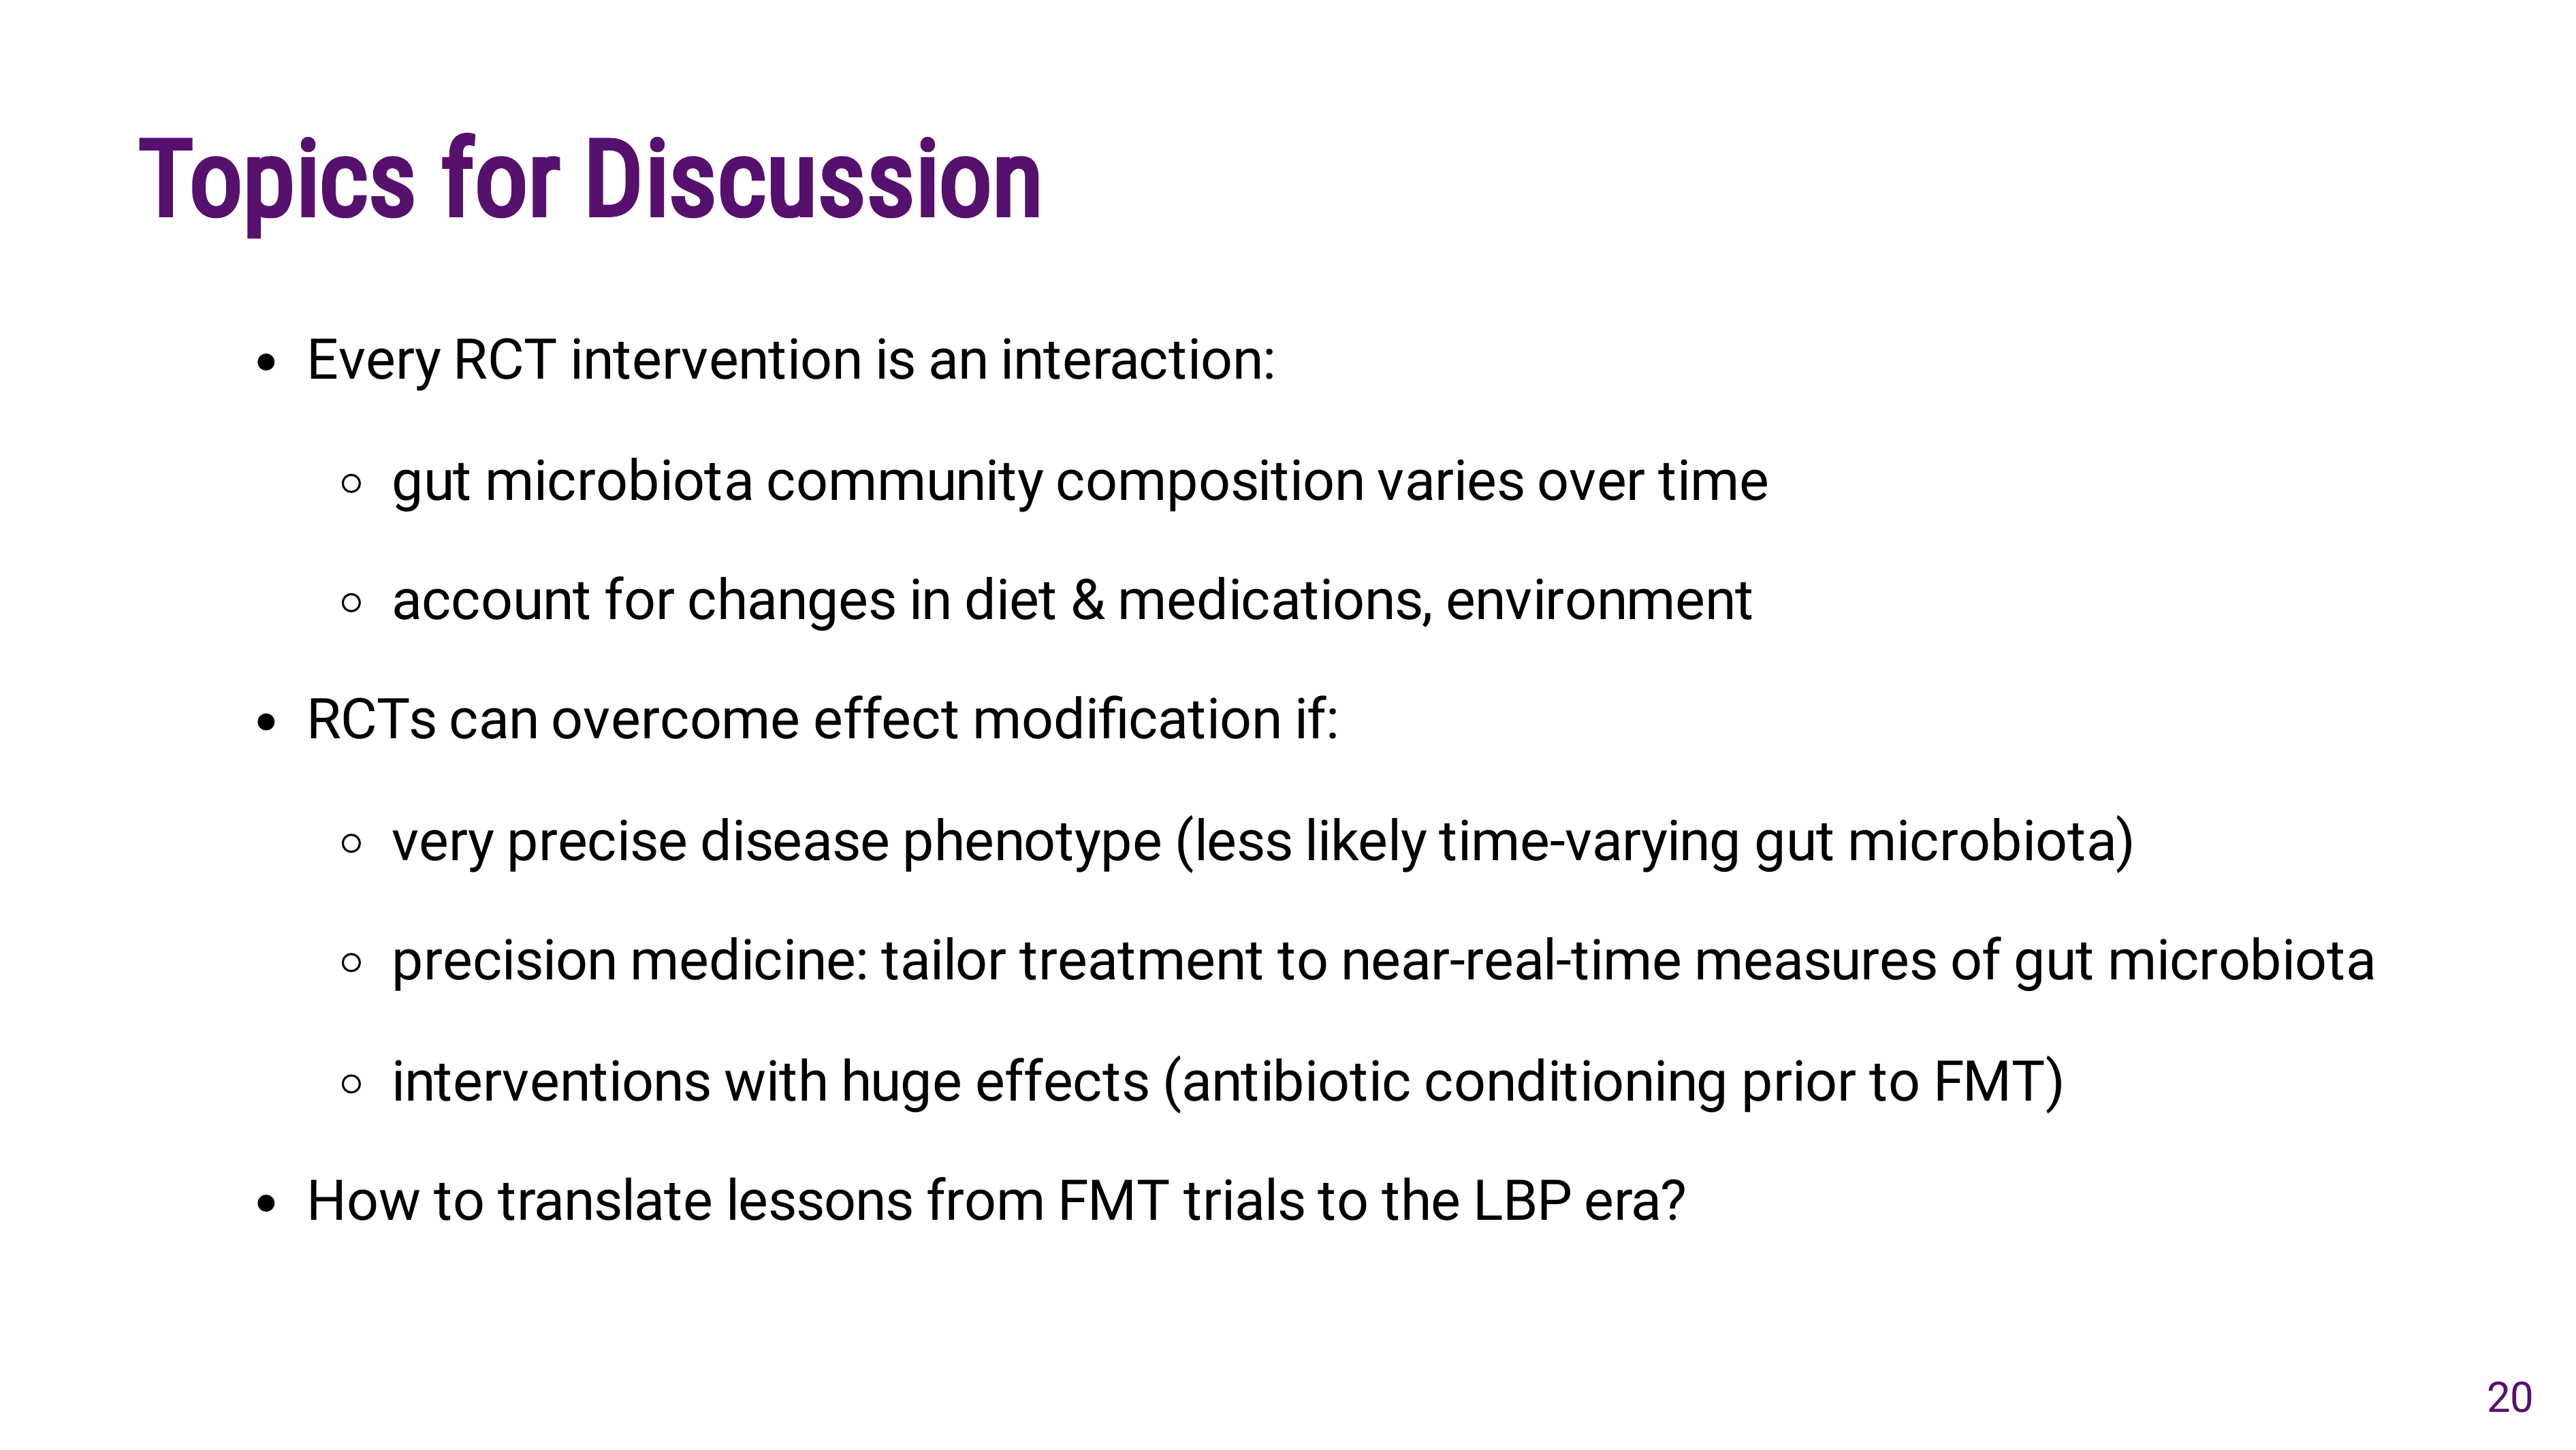 Topics for Discussion
• Every RCT intervention is an interaction:
○ gut microbiota community composition varies over time
○ account for changes in diet & medications, environment
• RCTs can overcome effect modification if:
○ very precise disease phenotype (less likely time-varying gut microbiota)
○ precision medicine: tailor treatment to near-real-time measures of gut microbiota
○ interventions with huge effects (antibiotic conditioning prior to FMT)
• How to translate lessons from FMT trials to the LBP era?
20